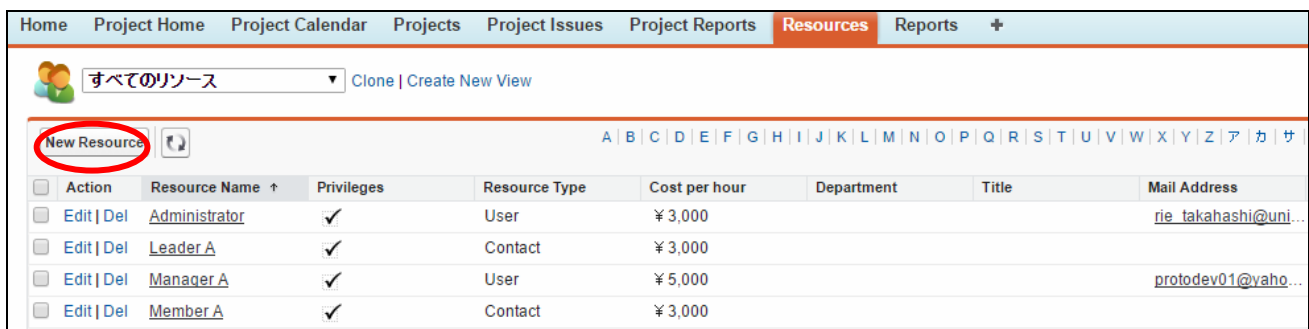 Home Project Home Project Calendar Projects Project Issues Project Reports Resources Reports +
すべてのリソース Clone | Create New View
New Resource A | B | C | D | E | F | G | H | I | J | K | L | M | N | O | P | Q | R | S | T | U | V | W | X | Y | Z | ア | カ | サ
Action Resource Name ↑ Privileges Resource Type Cost per hour Department Title Mail Address
Edit | Del Administrator ✓ User ¥3,000 rie_takahashi@uni...
Edit | Del Leader A ✓ Contact ¥3,000
Edit | Del Manager A ✓ User ¥5,000 protodev01@yaho...
Edit | Del Member A ✓ Contact ¥3,000